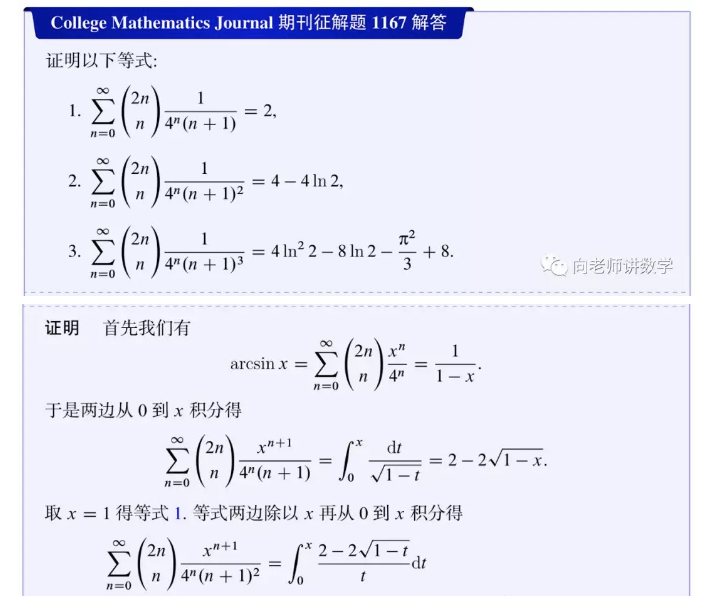 College Mathematics Journal 期刊征解题 1167 解答
证明以下等式:
1. \sum_{n=0}^{\infty} \binom{2n}{n} \frac{1}{4^n(n+1)} = 2,
2. \sum_{n=0}^{\infty} \binom{2n}{n} \frac{1}{4^n(n+1)^2} = 4 - 4\ln 2,
3. \sum_{n=0}^{\infty} \binom{2n}{n} \frac{1}{4^n(n+1)^3} = 4\ln^2 2 - 8\ln 2 - \frac{\pi^2}{3} + 8.
向老师讲数学
证明 首先我们有
\arcsin x = \sum_{n=0}^{\infty} \binom{2n}{n} \frac{x^n}{4^n} = \frac{1}{1-x}.
于是两边从 0 到 x 积分得
\sum_{n=0}^{\infty} \binom{2n}{n} \frac{x^{n+1}}{4^n(n+1)} = \int_0^x \frac{dt}{\sqrt{1-t}} = 2 - 2\sqrt{1-x}.
取 x = 1 得等式 1. 等式两边除以 x 再从 0 到 x 积分得
\sum_{n=0}^{\infty} \binom{2n}{n} \frac{x^{n+1}}{4^n(n+1)^2} = \int_0^x \frac{2-2\sqrt{1-t}}{t} dt